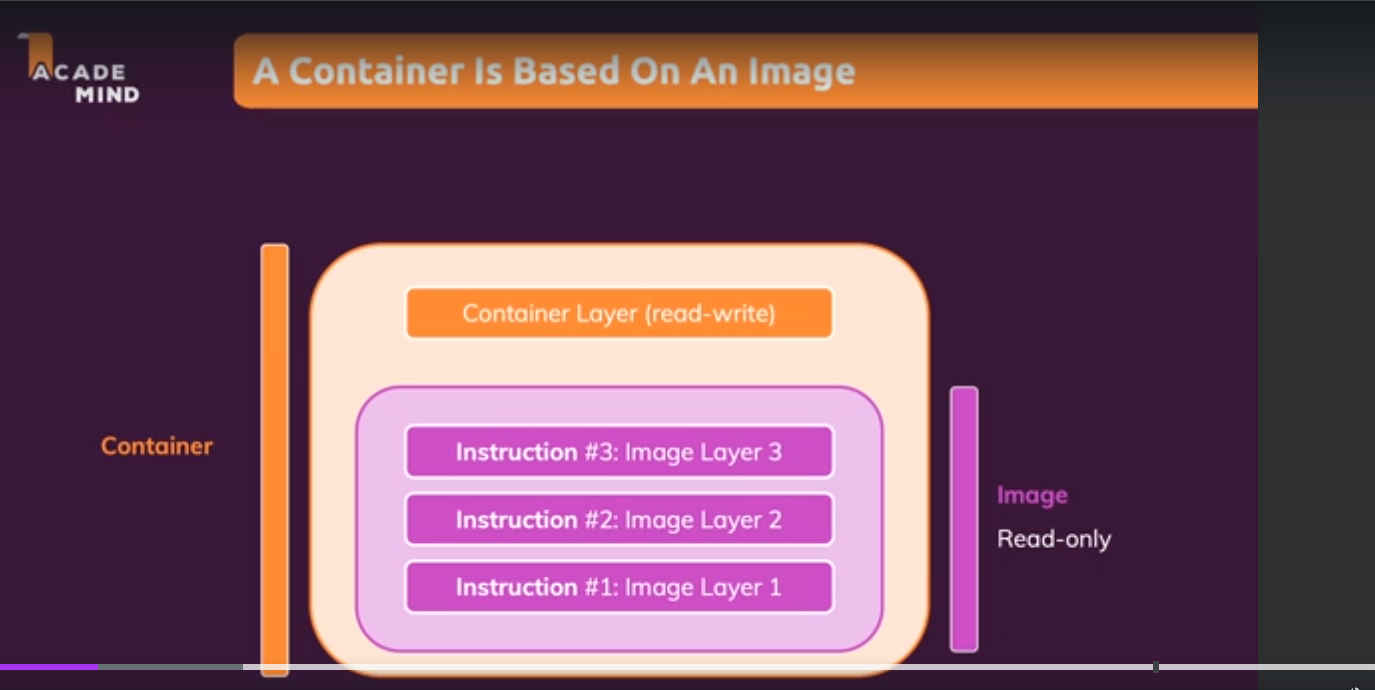 ACADE
MIND
A Container Is Based On An Image
Container Layer (read-write)
Container
Instruction #3: Image Layer 3
Instruction #2: Image Layer 2
Instruction #1: Image Layer 1
Image
Read-only